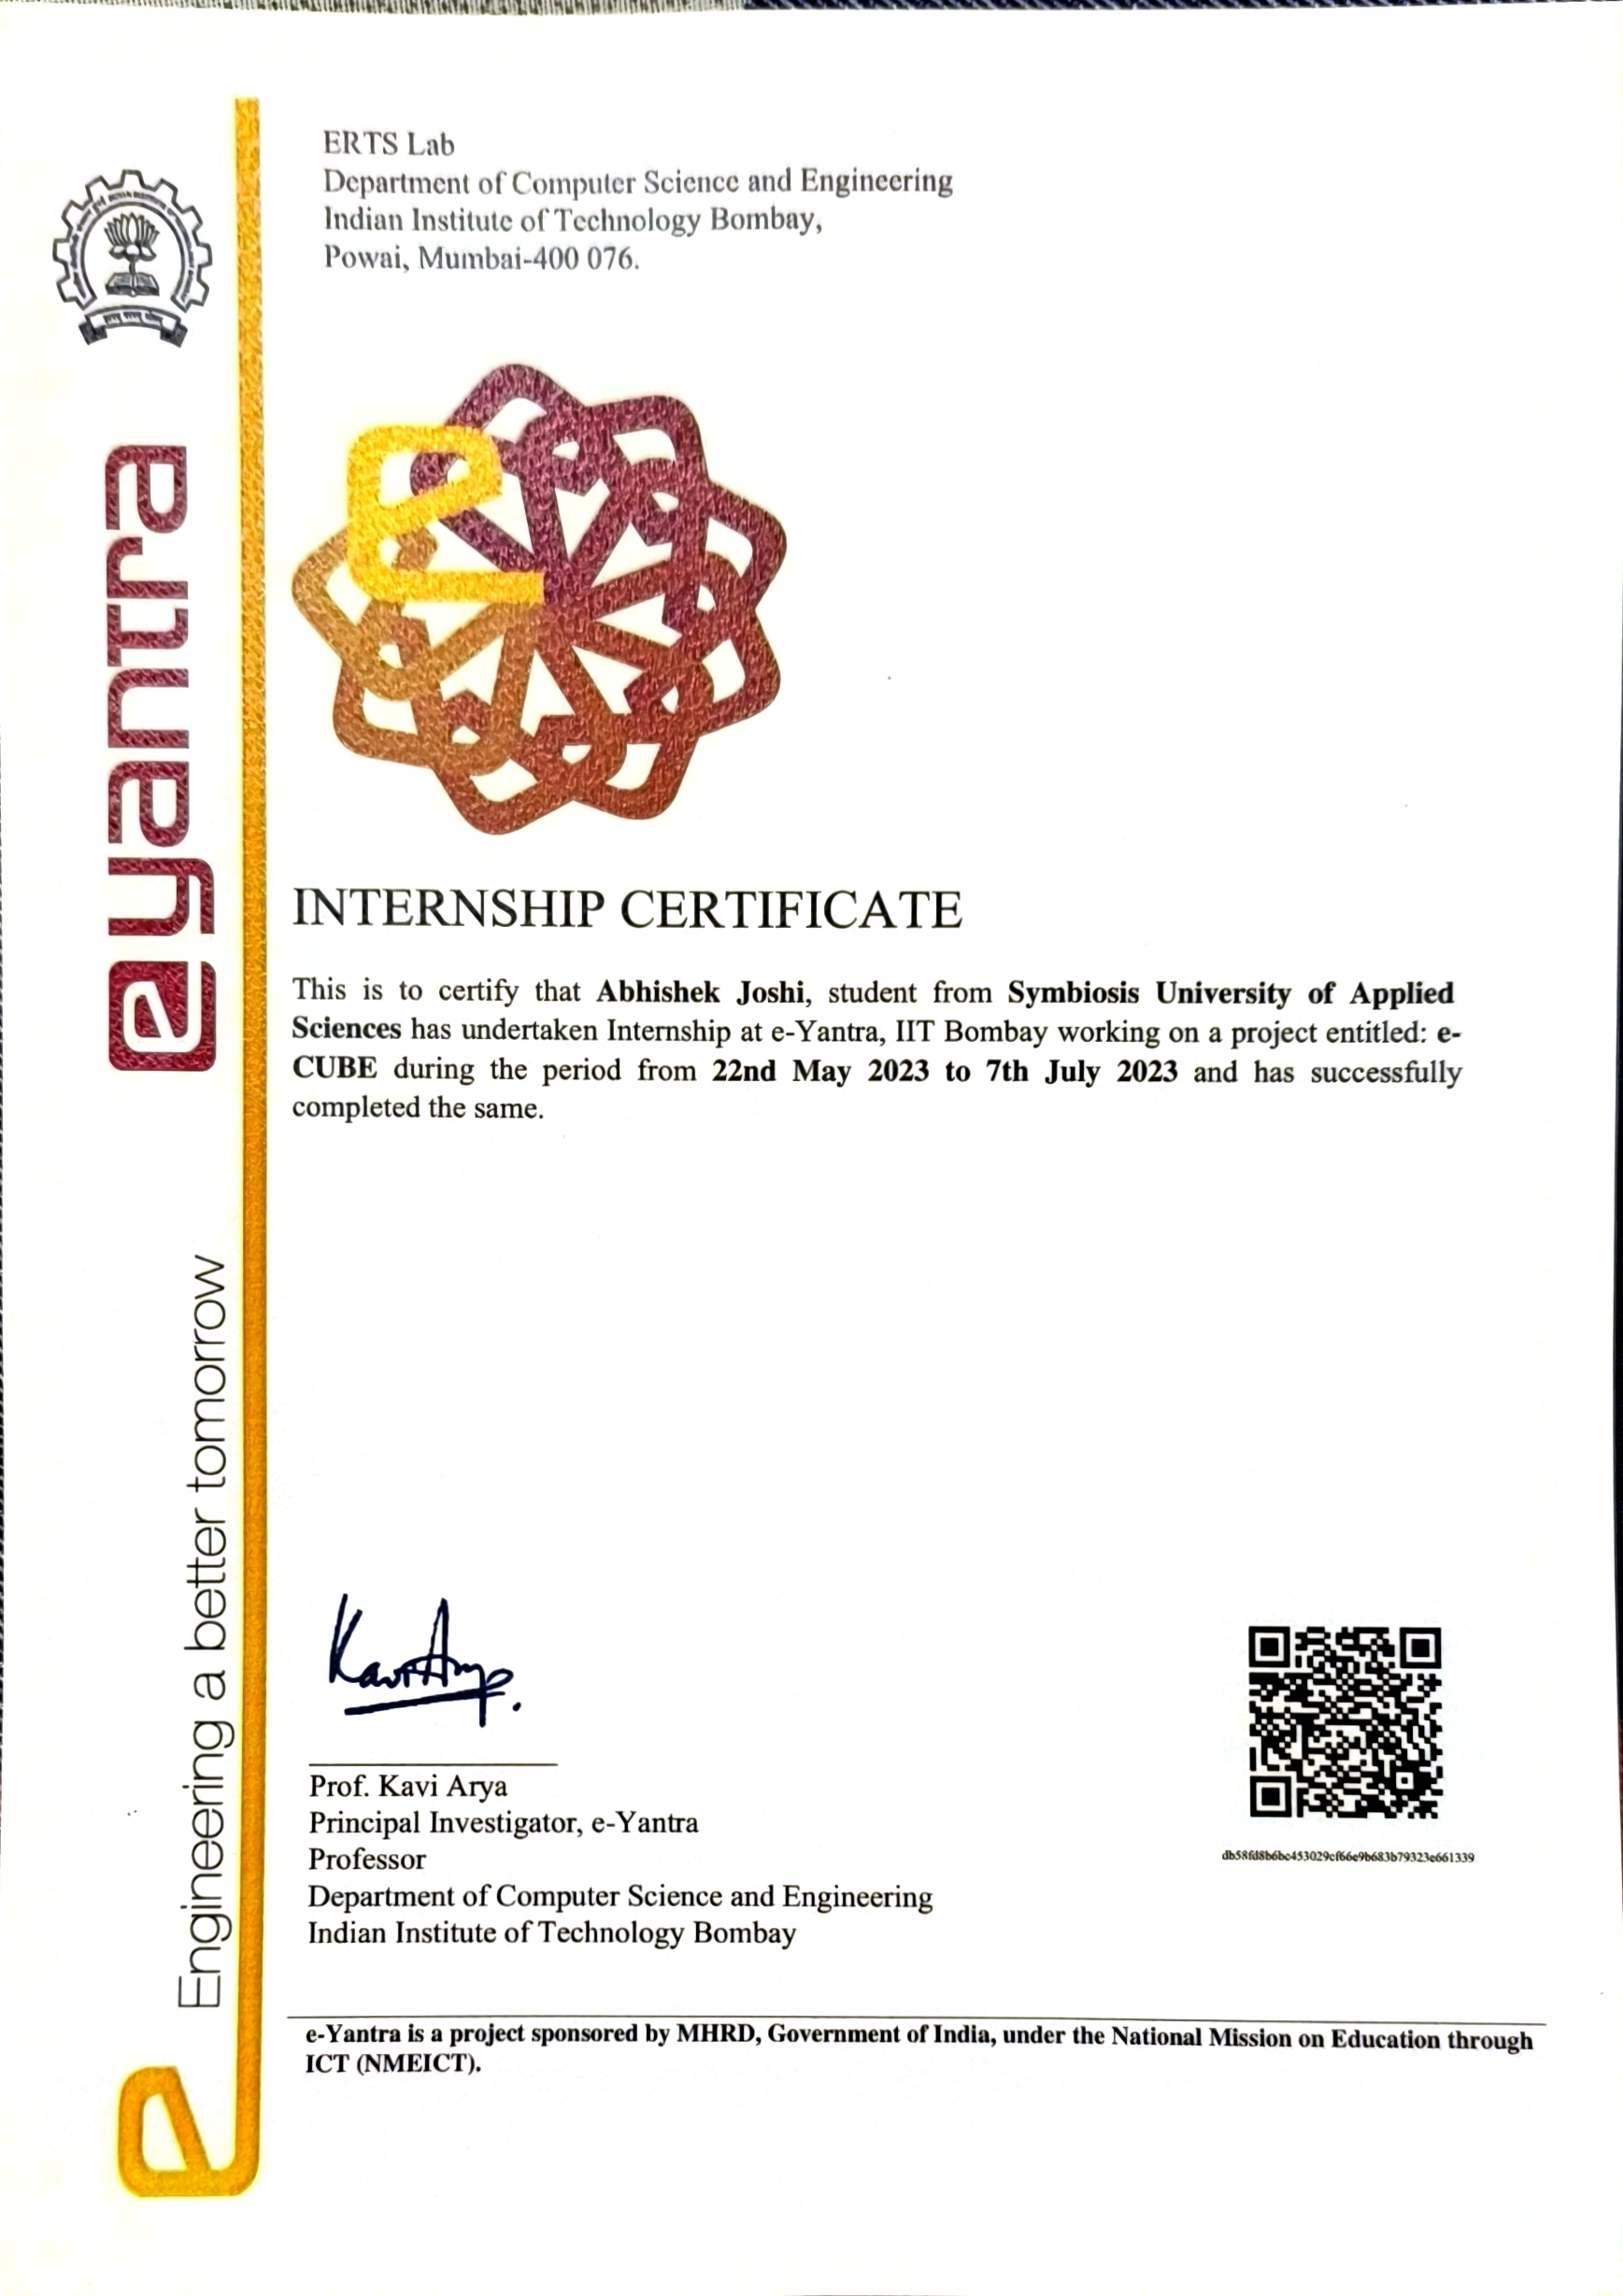 ERTS Lab
Department of Computer Science and Engineering
Indian Institute of Technology Bombay,
Powai, Mumbai-400 076.
eyantra
Engineering a better tomorrow
e
INTERNSHIP CERTIFICATE
This is to certify that Abhishek Joshi, student from Symbiosis University of Applied
Sciences has undertaken Internship at e-Yantra, IIT Bombay working on a project entitled: e-
CUBE during the period from 22nd May 2023 to 7th July 2023 and has successfully
completed the same.
Kavi Arya.
Prof. Kavi Arya
Principal Investigator, e-Yantra
Professor
Department of Computer Science and Engineering
Indian Institute of Technology Bombay
db58fd8b6bc453029cf66e9b683b79323e661339
e-Yantra is a project sponsored by MHRD, Government of India, under the National Mission on Education through
ICT (NMEICT).
e